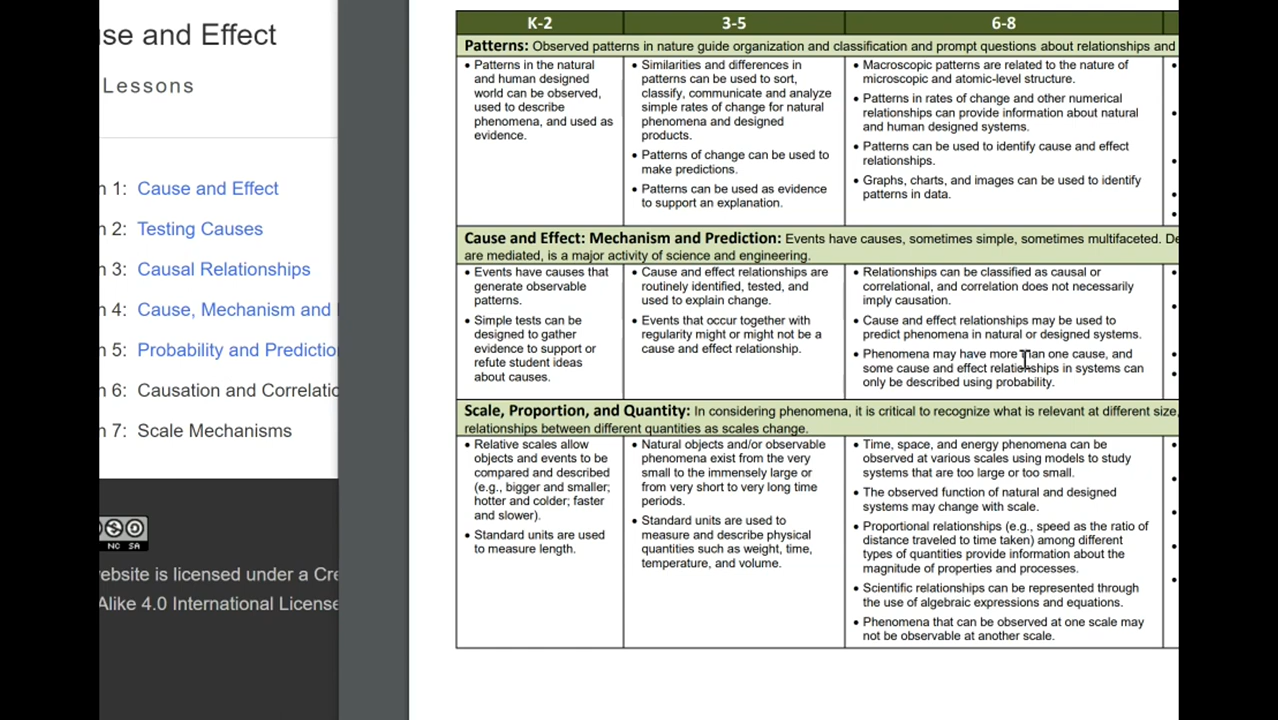 se and Effect
Lessons
1: Cause and Effect
2: Testing Causes
3: Causal Relationships
4: Cause, Mechanism and
5: Probability and Predictio
6: Causation and Correlatio
7: Scale Mechanisms
NC SA
ebsite is licensed under a Cre
Alike 4.0 International License
K-2 3-5 6-8
Patterns: Observed patterns in nature guide organization and classification and prompt questions about relationships and
• Patterns in the natural
and human designed
world can be observed,
used to describe
phenomena, and used as
evidence.
• Similarities and differences in
patterns can be used to sort,
classify, communicate and analyze
simple rates of change for natural
phenomena and designed
products.
• Patterns of change can be used to
make predictions.
• Patterns can be used as evidence
to support an explanation.
• Macroscopic patterns are related to the nature of
microscopic and atomic-level structure.
• Patterns in rates of change and other numerical
relationships can provide information about natural
and human designed systems.
• Patterns can be used to identify cause and effect
relationships.
• Graphs, charts, and images can be used to identify
patterns in data.
Cause and Effect: Mechanism and Prediction: Events have causes, sometimes simple, sometimes multifaceted. De
are mediated, is a major activity of science and engineering.
• Events have causes that
generate observable
patterns.
• Simple tests can be
designed to gather
evidence to support or
refute student ideas
about causes.
• Cause and effect relationships are
routinely identified, tested, and
used to explain change.
• Events that occur together with
regularity might or might not be a
cause and effect relationship.
• Relationships can be classified as causal or
correlational, and correlation does not necessarily
imply causation.
• Cause and effect relationships may be used to
predict phenomena in natural or designed systems.
• Phenomena may have more than one cause, and
some cause and effect relationships in systems can
only be described using probability.
Scale, Proportion, and Quantity: In considering phenomena, it is critical to recognize what is relevant at different size,
relationships between different quantities as scales change.
• Relative scales allow
objects and events to be
compared and described
(e.g., bigger and smaller;
hotter and colder; faster
and slower).
• Standard units are used
to measure length.
• Natural objects and/or observable
phenomena exist from the very
small to the immensely large or
from very short to very long time
periods.
• Standard units are used to
measure and describe physical
quantities such as weight, time,
temperature, and volume.
• Time, space, and energy phenomena can be
observed at various scales using models to study
systems that are too large or too small.
• The observed function of natural and designed
systems may change with scale.
• Proportional relationships (e.g., speed as the ratio of
distance traveled to time taken) among different
types of quantities provide information about the
magnitude of properties and processes.
• Scientific relationships can be represented through
the use of algebraic expressions and equations.
• Phenomena that can be observed at one scale may
not be observable at another scale.